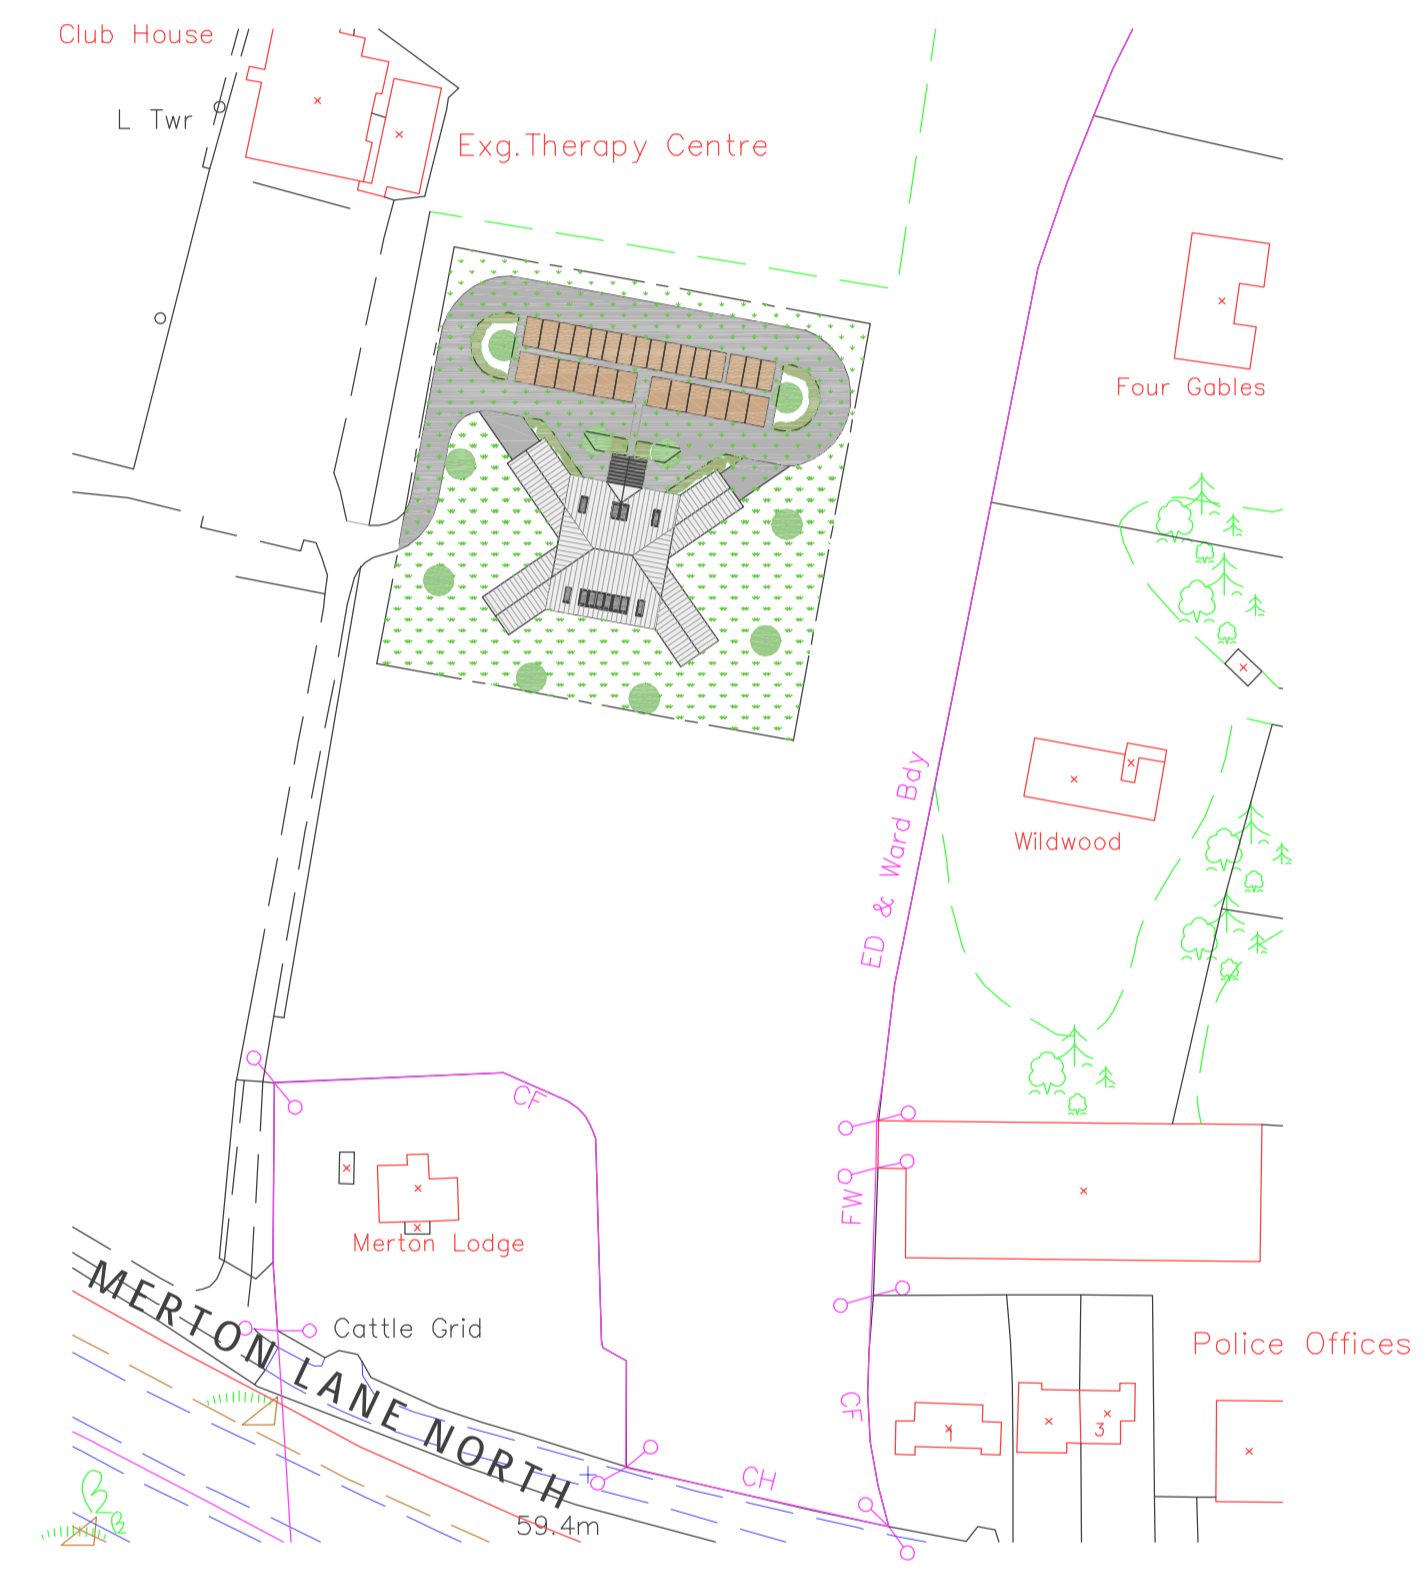 Club House
L Twr
Exg.Therapy Centre
Four Gables
ED & Ward Bdy
Wildwood
CF
FW
Merton Lodge
MERTON LANE NORTH
Cattle Grid
Police Offices
CF
1
3
CH
59.4m